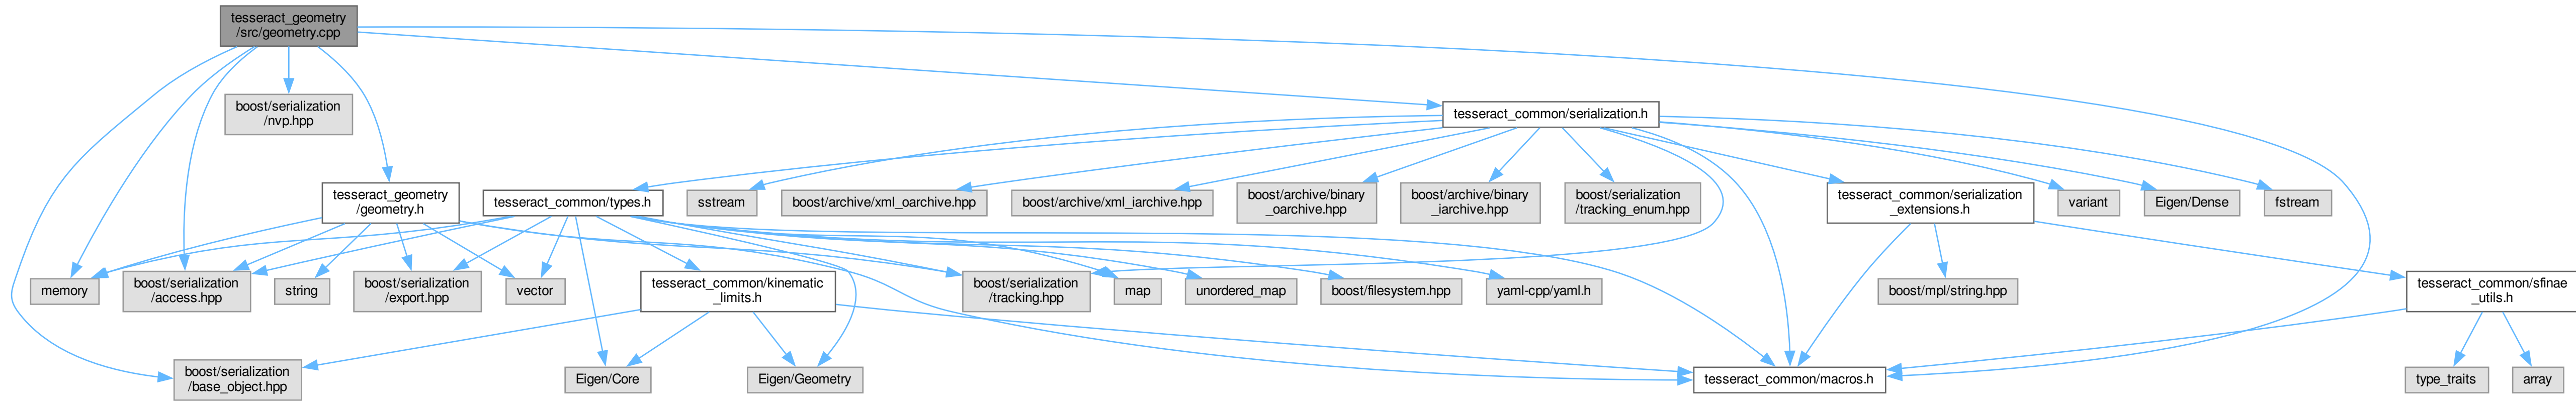 tesseract_geometry
/src/geometry.cpp
boost/serialization
/nvp.hpp
tesseract_common/serialization.h
tesseract_geometry
/geometry.h
tesseract_common/types.h
sstream
boost/archive/xml_oarchive.hpp
boost/archive/xml_iarchive.hpp
boost/archive/binary
_oarchive.hpp
boost/archive/binary
_iarchive.hpp
boost/serialization
/tracking_enum.hpp
tesseract_common/serialization
_extensions.h
variant
Eigen/Dense
fstream
memory
boost/serialization
/access.hpp
string
boost/serialization
/export.hpp
vector
tesseract_common/kinematic
_limits.h
boost/serialization
/tracking.hpp
map
unordered_map
boost/filesystem.hpp
yaml-cpp/yaml.h
boost/mpl/string.hpp
tesseract_common/sfinae
_utils.h
boost/serialization
/base_object.hpp
Eigen/Core
Eigen/Geometry
tesseract_common/macros.h
type_traits
array